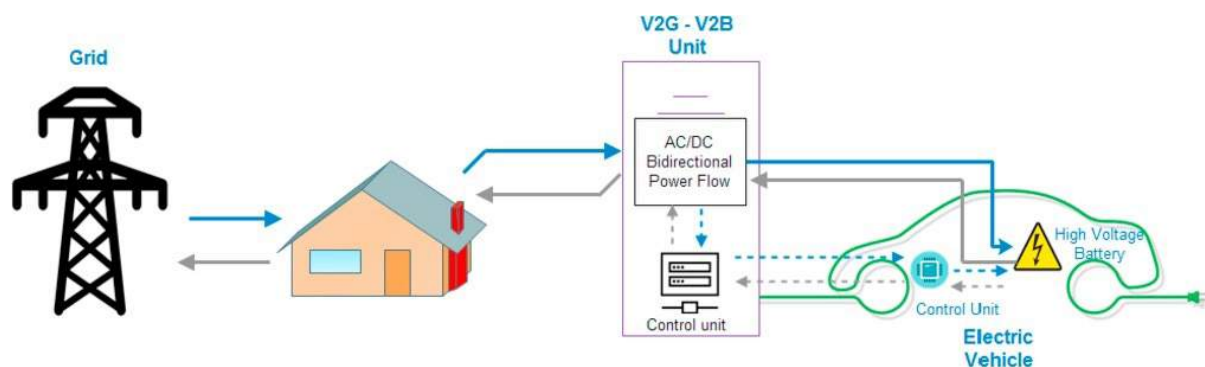 Grid
V2G - V2B
Unit
AC/DC
Bidirectional
Power Flow
Control unit
High Voltage
Battery
Control Unit
Electric
Vehicle